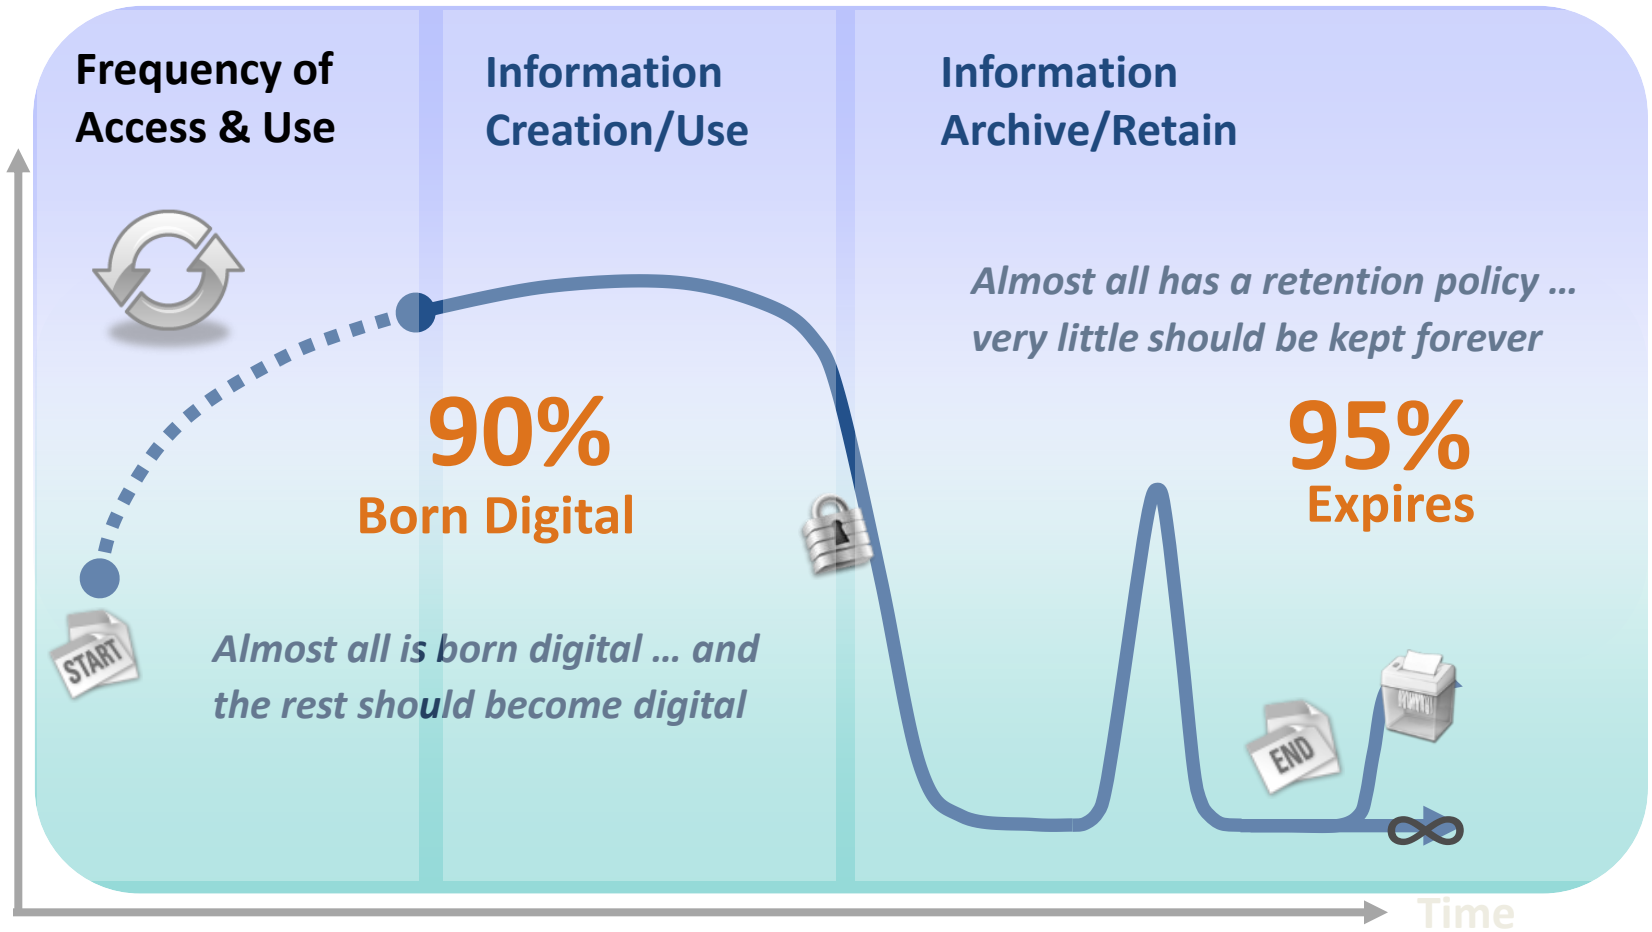 Frequency of
Access & Use
Information
Creation/Use
Information
Archive/Retain
Almost all has a retention policy ...
very little should be kept forever
90%
Born Digital
95%
Expires
START
Almost all is born digital ... and
the rest should become digital
END
Time